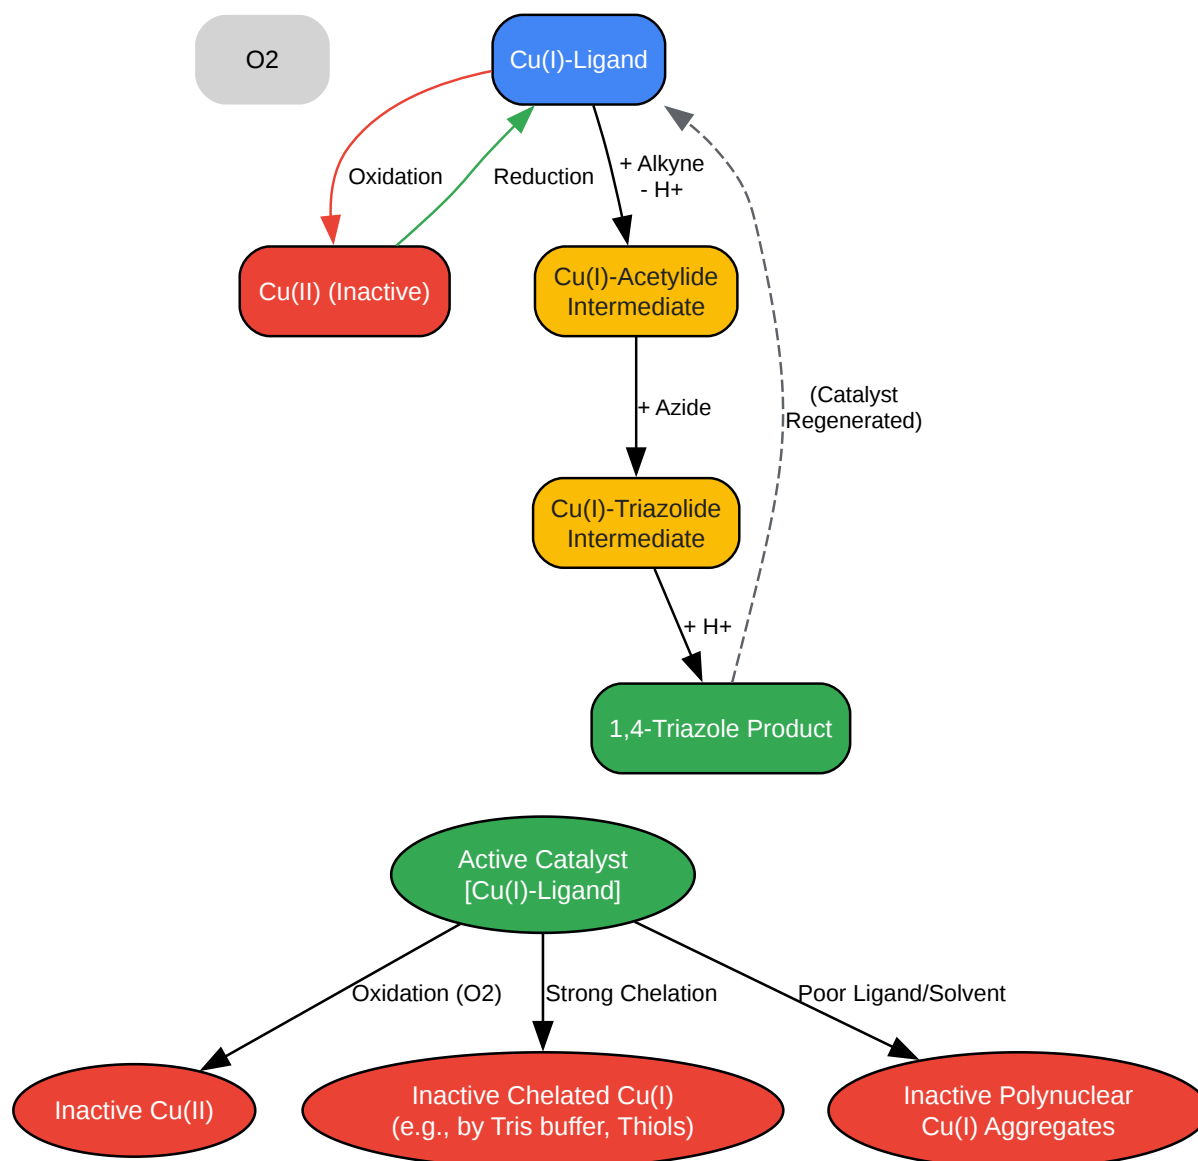 O2
Cu(I)-Ligand
Oxidation
Reduction
+ Alkyne
- H+
Cu(II) (Inactive)
Cu(I)-Acetylide
Intermediate
+ Azide
(Catalyst
Regenerated)
Cu(I)-Triazolide
Intermediate
+ H+
1,4-Triazole Product
Active Catalyst
[Cu(I)-Ligand]
Oxidation (O2)
Strong Chelation
Poor Ligand/Solvent
Inactive Cu(II)
Inactive Chelated Cu(I)
(e.g., by Tris buffer, Thiols)
Inactive Polynuclear
Cu(I) Aggregates